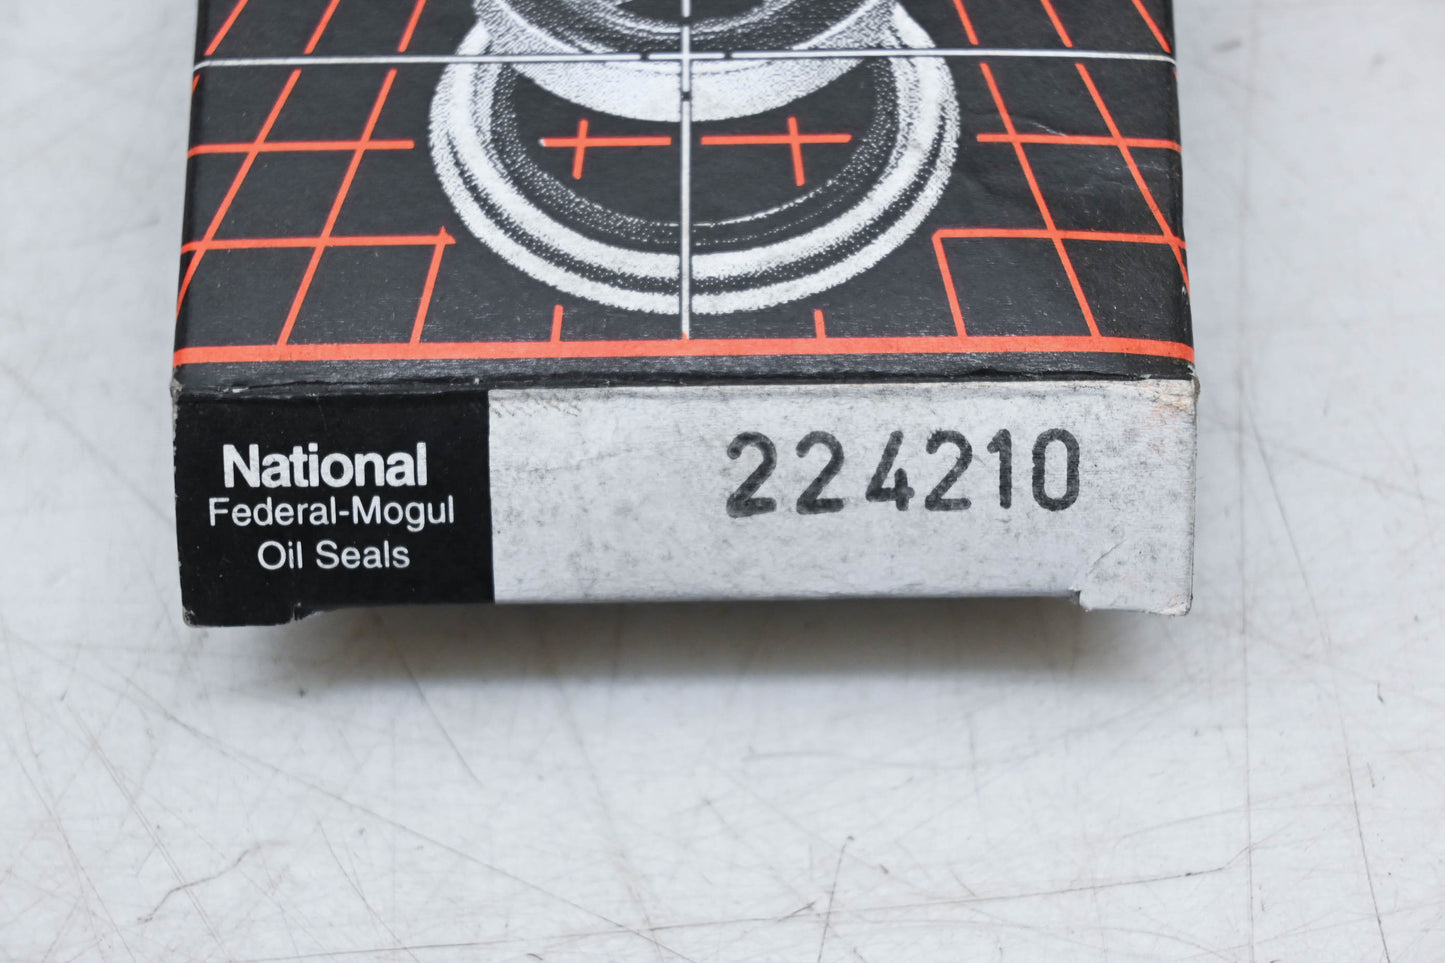 National
Federal-Mogul
Oil Seals
224210